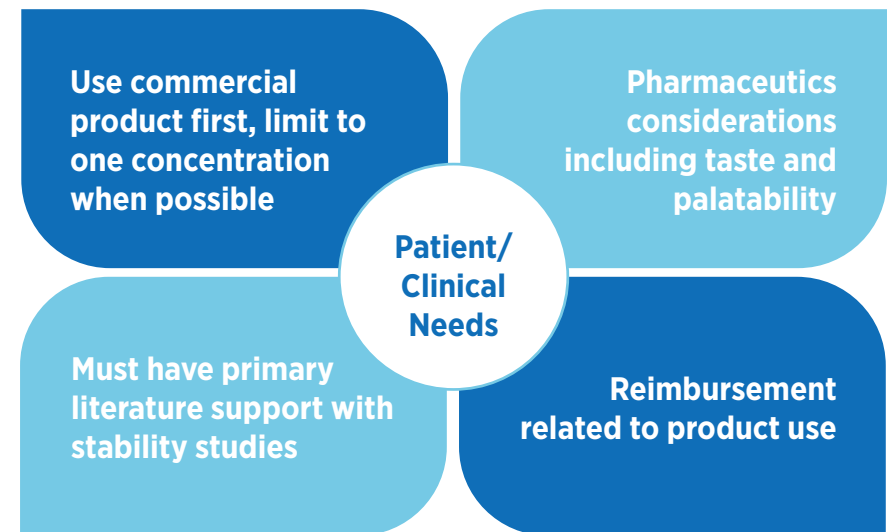 Use commercial
product first, limit to
one concentration
when possible
Pharmaceutics
considerations
including taste and
palatability
Patient/
Clinical
Needs
Must have primary
literature support with
stability studies
Reimbursement
related to product use